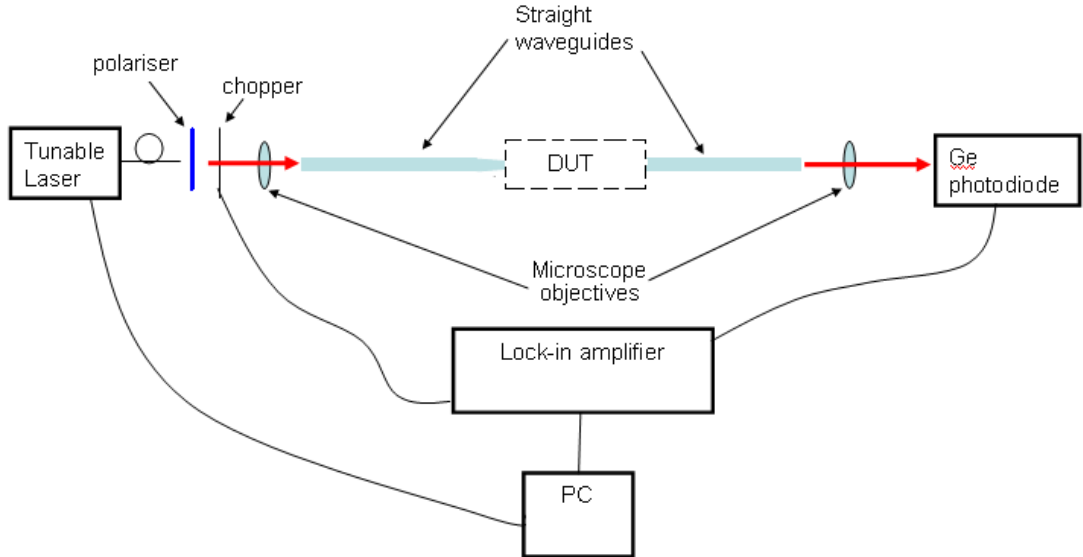 Straight
waveguides
polariser
chopper
Tunable
Laser
DUT
Ge
photodiode
Microscope
objectives
Lock-in amplifier
PC